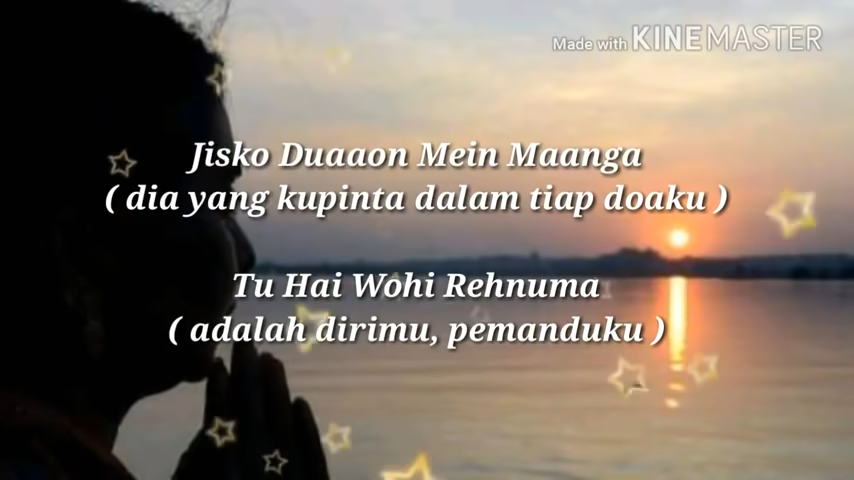 Made with KINEMASTER
Jisko Duaaon Mein Maanga
( dia yang kupinta dalam tiap doaku )
Tu Hai Wohi Rehnuma
( adalah dirimu, pemanduku )